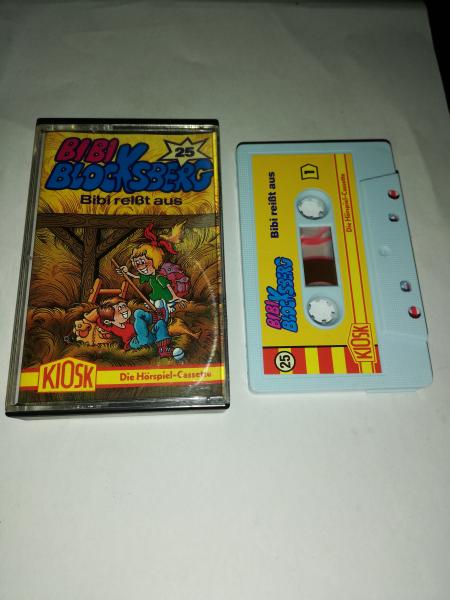 BIBI
25
BLOCKSBERG
Bibi reißt aus
KIOSK
Die Hörspiel-Cassette
Bibi reißt aus
1
Die Hörspiel-Cassette
BIBI
BLOCKSBERG
25
KIOSK